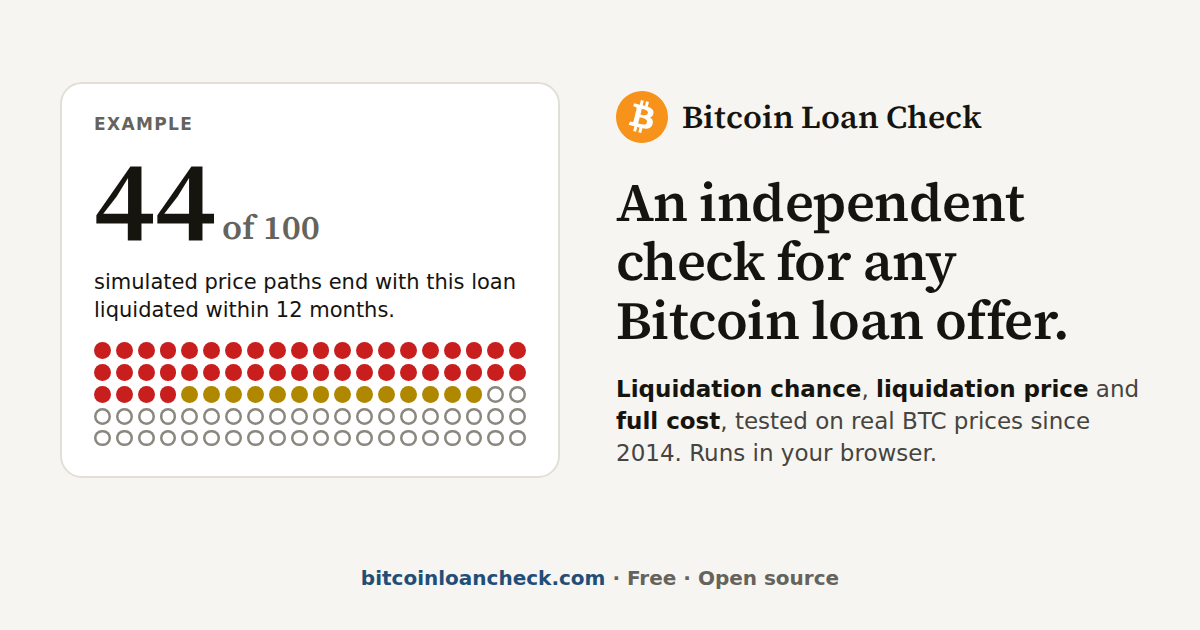 EXAMPLE
44 of 100
simulated price paths end with this loan
liquidated within 12 months.
Bitcoin Loan Check
An independent
check for any
Bitcoin loan offer.
Liquidation chance, liquidation price and
full cost, tested on real BTC prices since
2014. Runs in your browser.
bitcoinloancheck.com · Free · Open source